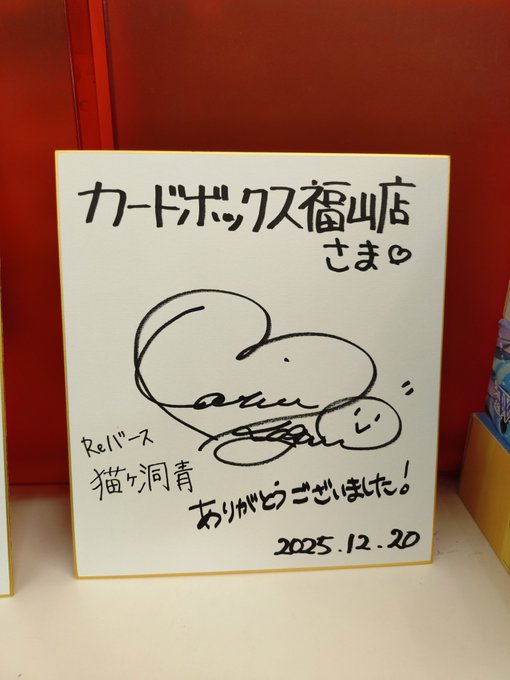 カードボックス福山店
さま♡
Reバース
猫ヶ洞青
ありがとうございました!
2025.12.20